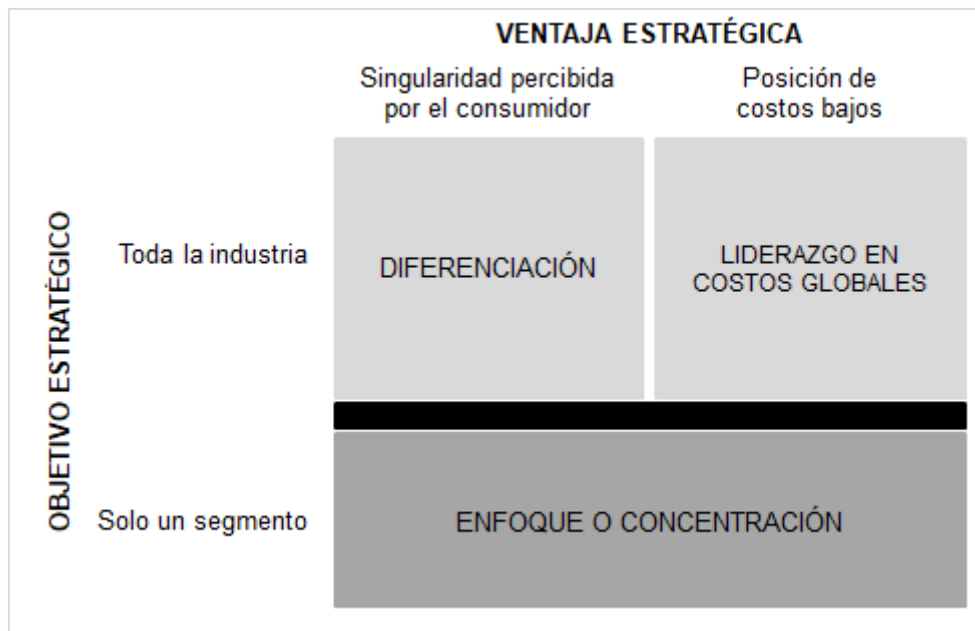 VENTAJA ESTRATÉGICA
Singularidad percibida
por el consumidor
Posición de
costos bajos
OBJETIVO ESTRATÉGICO
Toda la industria
DIFERENCIACIÓN
LIDERAZGO EN
COSTOS GLOBALES
Solo un segmento
ENFOQUE O CONCENTRACIÓN